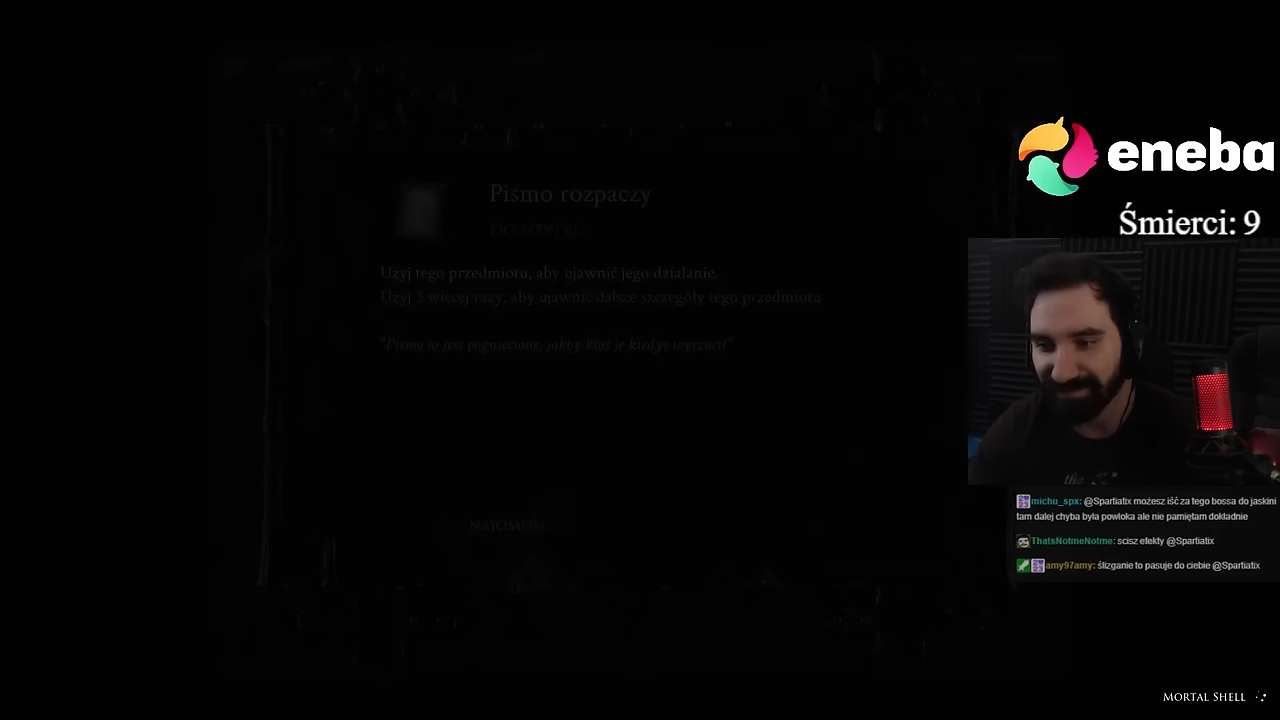 eneba
Śmierci: 9
Pismo rozpaczy
Użyj tego przedmiotu, aby ujawnić jego działanie.
Użyj 3 więcej razy, aby ujawnić dalsze szczegóły tego przedmiotu
"Pismo to jest pogniecione, jakby ktoś je kiedyś wyrzucił"
michu_spx: @Spartiatix możesz iść za tego bossa do jaskini
tam dalej chyba była powłoka ale nie pamiętam dokładnie
ThatsNotmeNotme: scisz efekty @Spartiatix
amy97amy: ślizganie to pasuje do ciebie @Spartiatix
the
MORTAL SHELL